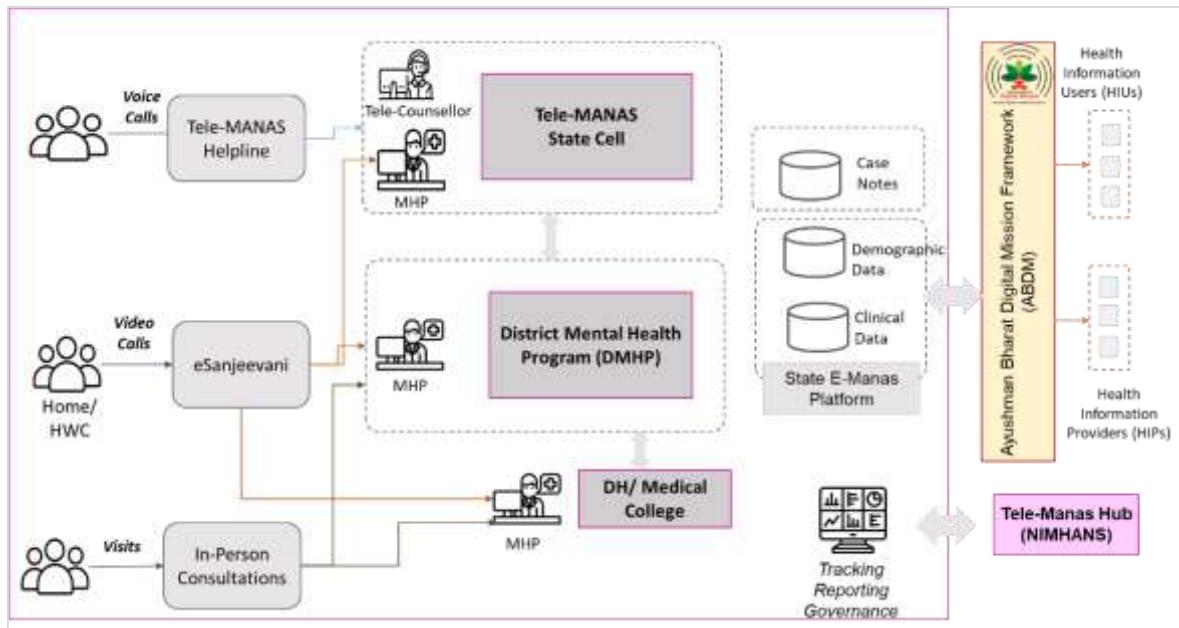 Voice
Calls
Tele-MANAS
Helpline
Tele-Counsellor
MHP
Tele-MANAS
State Cell
Case
Notes
Demographic
Data
Clinical
Data
State E-Manas
Platform
Video
Calls
Home/
HWC
eSanjeevani
MHP
District Mental Health
Program (DMHP)
DH/ Medical
College
MHP
Visits
In-Person
Consultations
Tracking
Reporting
Governance
Ayushman Bharat Digital Mission Framework
(ABDM)
Health
Information
Users (HIUs)
Health
Information
Providers (HIPs)
Tele-Manas Hub
(NIMHANS)